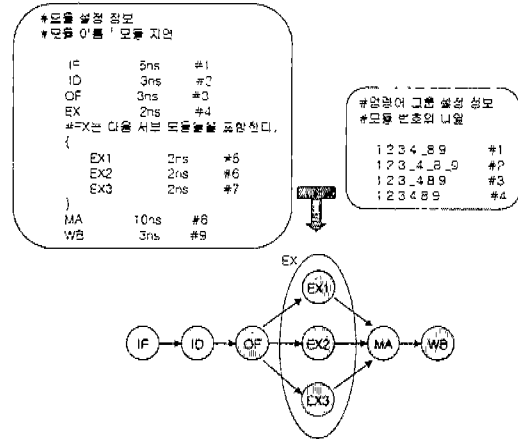 #모듈 설정 정보
#모듈 이름 ' 모듈 지연
IF 5ns #1
ID 3ns #2
OF 3ns #3
EX 2ns #4
#EX는 다음 서브 모듈들을 포함한다.
{
EX1 2ns #5
EX2 2ns #6
EX3 2ns #7
}
MA 10ns #8
WB 3ns #9
#명령어 그룹 설정 정보
#모듈 번호의 나열
1 2 3 4 _8 9 #1
1 2 3 _4 _8 _9 #2
1 2 3 _4 8 9 #3
1 2 3 4 8 9 #4
EX
EX1
IF ID OF EX2 MA WB
EX3